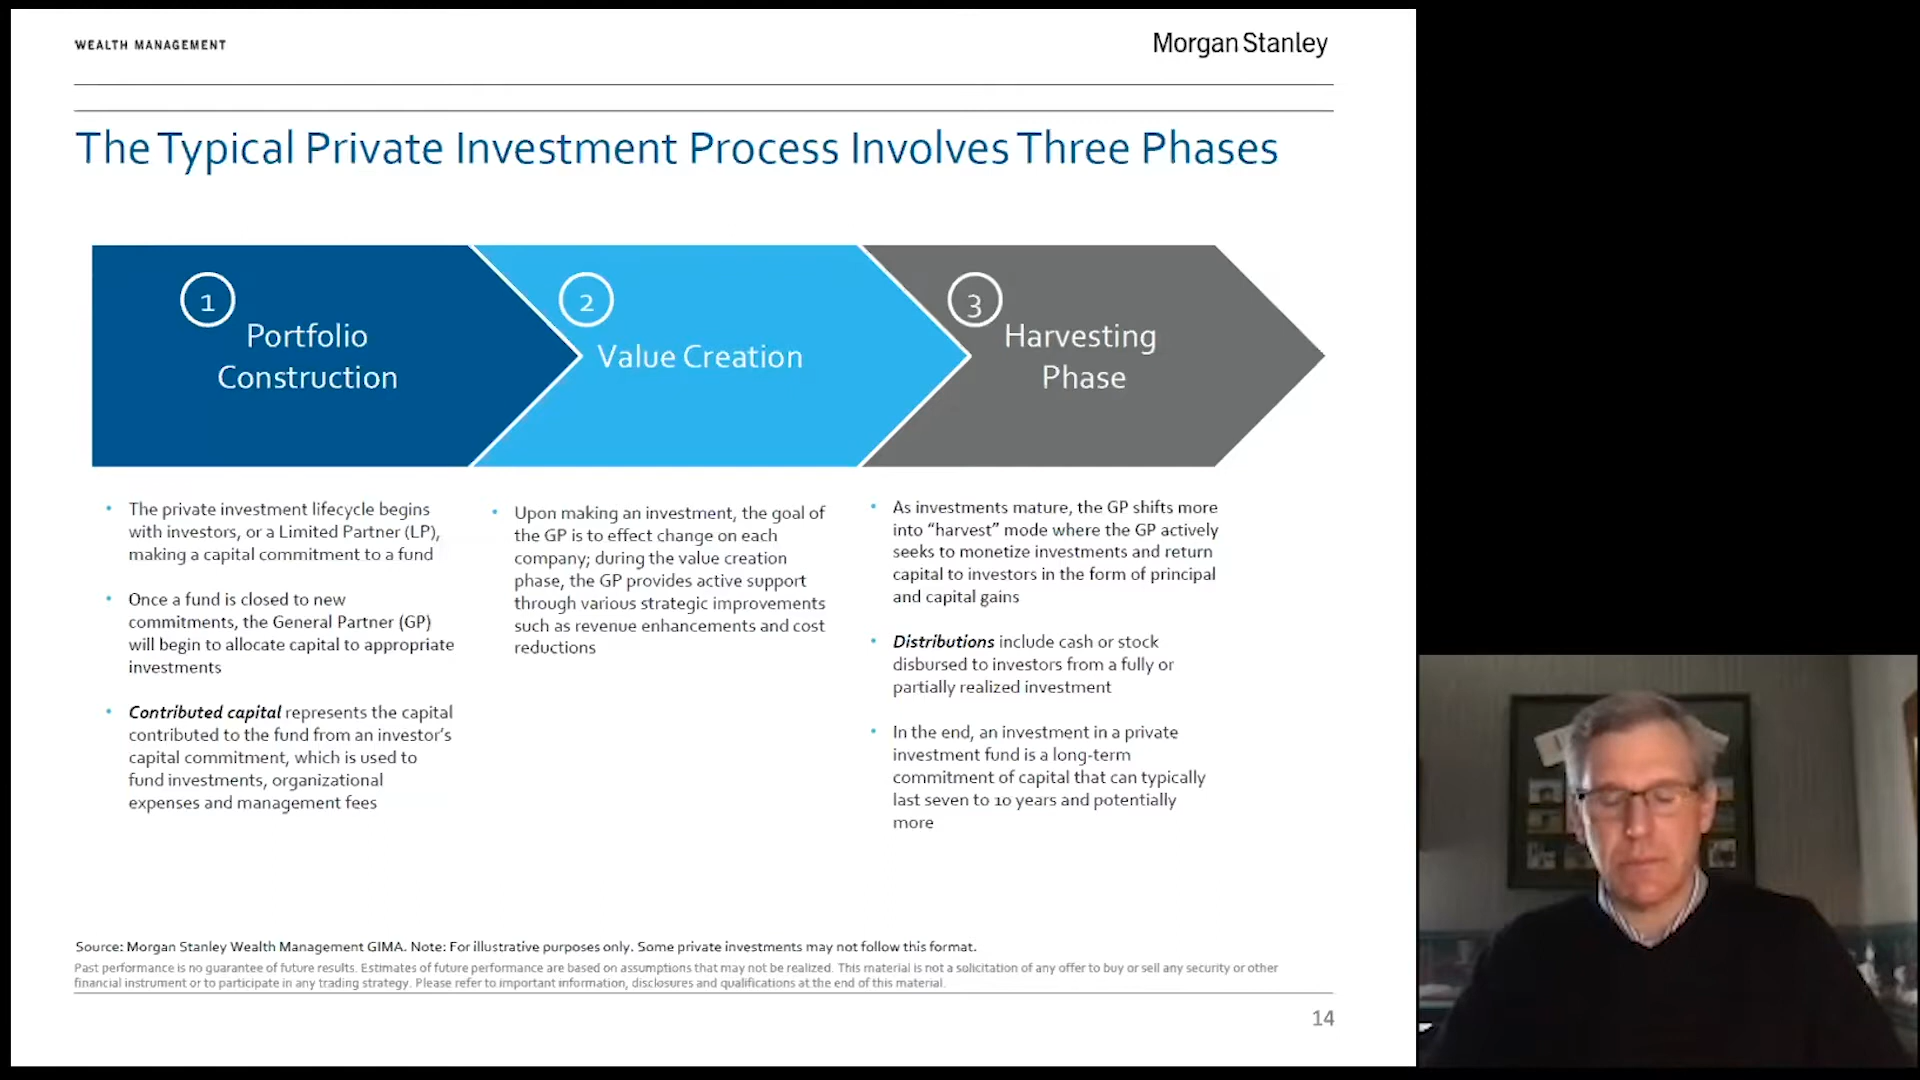 WEALTH MANAGEMENT
Morgan Stanley
The Typical Private Investment Process Involves Three Phases
1
Portfolio
Construction
2
Value Creation
3
Harvesting
Phase
• The private investment lifecycle begins
with investors, or a Limited Partner (LP),
making a capital commitment to a fund
• Once a fund is closed to new
commitments, the General Partner (GP)
will begin to allocate capital to appropriate
investments
• Contributed capital represents the capital
contributed to the fund from an investor's
capital commitment, which is used to
fund investments, organizational
expenses and management fees
• Upon making an investment, the goal of
the GP is to effect change on each
company; during the value creation
phase, the GP provides active support
through various strategic improvements
such as revenue enhancements and cost
reductions
• As investments mature, the GP shifts more
into “harvest” mode where the GP actively
seeks to monetize investments and return
capital to investors in the form of principal
and capital gains
• Distributions include cash or stock
disbursed to investors from a fully or
partially realized investment
• In the end, an investment in a private
investment fund is a long-term
commitment of capital that can typically
last seven to 10 years and potentially
more
Source: Morgan Stanley Wealth Management GIMA. Note: For illustrative purposes only. Some private investments may not follow this format.
Past performance is no guarantee of future results. Estimates of future performance are based on assumptions that may not be realized. This material is not a solicitation of any offer to buy or sell any security or other
financial instrument or to participate in any trading strategy. Please refer to important information, disclosures and qualifications at the end of this material.
14